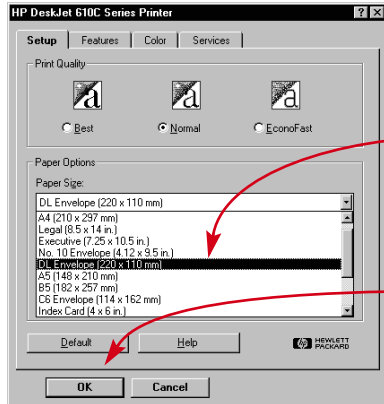 HP DeskJet 610C Series Printer
Setup Features Color Services
Print Quality
a a a
Best Normal EconoFast
Paper Options
Paper Size:
DL Envelope (220 x 110 mm)
A4 (210 x 297 mm)
Legal (8.5 x 14 in.)
Executive (7.25 x 10.5 in.)
No. 10 Envelope (4.12 x 9.5 in.)
DL Envelope (220 x 110 mm)
A5 (148 x 210 mm)
B5 (182 x 257 mm)
C6 Envelope (114 x 162 mm)
Index Card (4 x 6 in.)
Default Help hp HEWLETT
PACKARD
OK Cancel